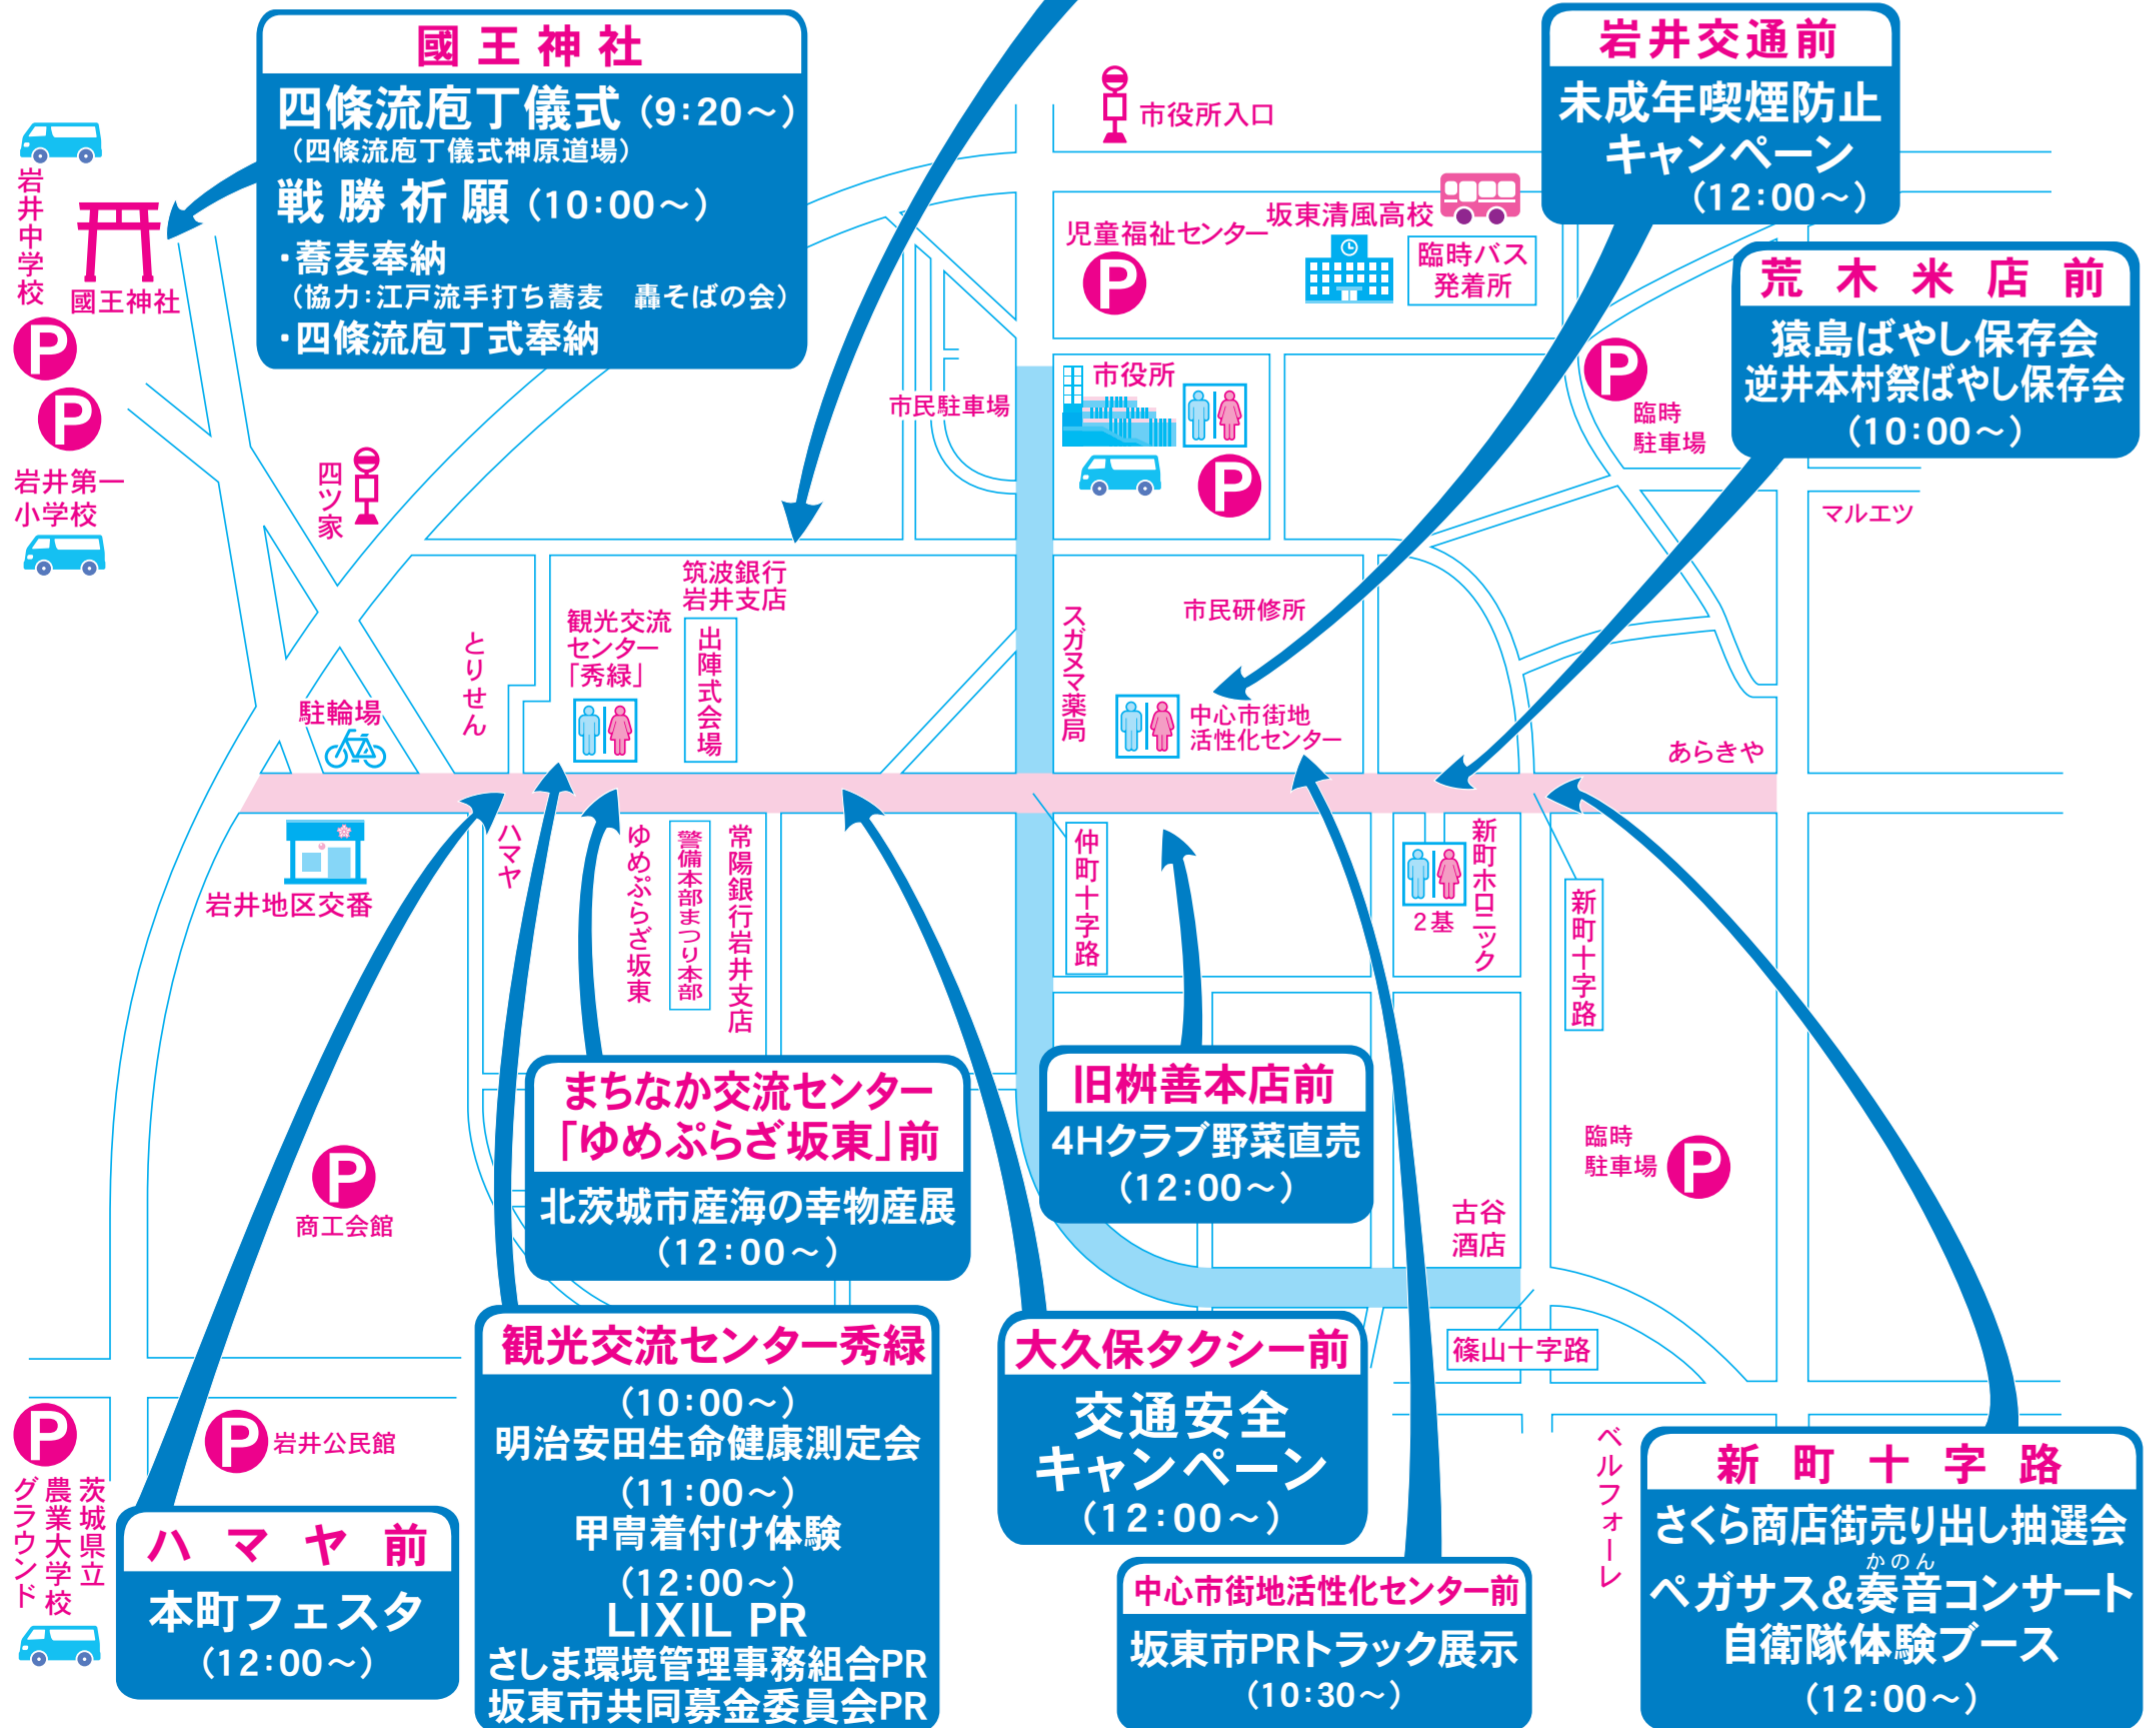 國王神社
四條流庖丁儀式（9：20～）
（四條流庖丁儀式神原道場）
戦勝祈願（10：00～）
・蕎麦奉納
（協力：江戸流手打ち蕎麦　轟そばの会）
・四條流庖丁式奉納
岩井交通前
未成年喫煙防止
キャンペーン
（12：00～）
荒木米店前
猿島ばやし保存会
逆井本村祭ばやし保存会
（10：00～）
市役所入口
児童福祉センター
P
坂東清風高校
臨時バス
発着所
岩井中学校
國王神社
P
P
岩井第一
小学校
四ツ家
市民駐車場
市役所
P
P
臨時
駐車場
マルエツ
筑波銀行
岩井支店
観光交流
センター
「秀緑」
出陣式会場
とりせん
駐輪場
スガヌマ薬局
市民研修所
中心市街地
活性化センター
あらきや
岩井地区交番
ハマヤ
ゆめぷらざ坂東
警備本部まつり本部
常陽銀行岩井支店
仲町十字路
2基
新町ホロニック
新町十字路
まちなか交流センター
「ゆめぷらざ坂東」前
北茨城市産海の幸物産展
（12：00～）
旧桝善本店前
4Hクラブ野菜直売
（12：00～）
P
商工会館
臨時
駐車場
P
古谷
酒店
篠山十字路
観光交流センター秀緑
（10：00～）
明治安田生命健康測定会
（11：00～）
甲冑着付け体験
（12：00～）
LIXIL PR
さしま環境管理事務組合PR
坂東市共同募金委員会PR
大久保タクシー前
交通安全
キャンペーン
（12：00～）
P
茨城県立
農業大学校
グラウンド
P
岩井公民館
ハマヤ前
本町フェスタ
（12：00～）
中心市街地活性化センター前
坂東市PRトラック展示
（10：30～）
ベルフォーレ
新町十字路
さくら商店街売り出し抽選会
かのん
ペガサス&奏音コンサート
自衛隊体験ブース
（12：00～）